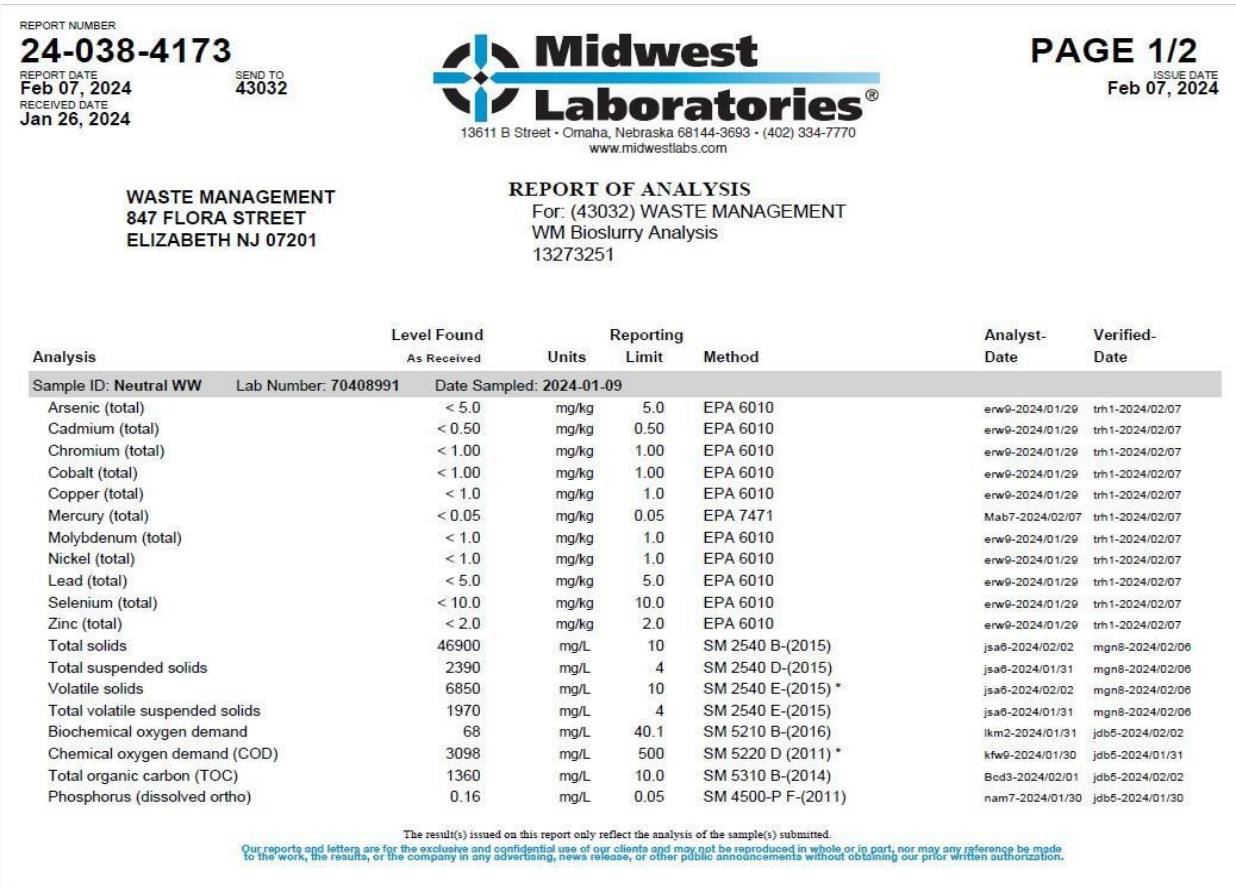 REPORT NUMBER
24-038-4173
REPORT DATE
Feb 07, 2024
SEND TO
43032
RECEIVED DATE
Jan 26, 2024
Midwest
Laboratories®
13611 B Street • Omaha, Nebraska 68144-3693 • (402) 334-7770
www.midwestlabs.com
PAGE 1/2
ISSUE DATE
Feb 07, 2024
WASTE MANAGEMENT
847 FLORA STREET
ELIZABETH NJ 07201
REPORT OF ANALYSIS
For: (43032) WASTE MANAGEMENT
WM Bioslurry Analysis
13273251
Level Found Reporting Analyst- Verified-
Analysis As Received Units Limit Method Date Date
Sample ID: Neutral WW Lab Number: 70408991 Date Sampled: 2024-01-09
Arsenic (total) < 5.0 mg/kg 5.0 EPA 6010 erw9-2024/01/29 trh1-2024/02/07
Cadmium (total) < 0.50 mg/kg 0.50 EPA 6010 erw9-2024/01/29 trh1-2024/02/07
Chromium (total) < 1.00 mg/kg 1.00 EPA 6010 erw9-2024/01/29 trh1-2024/02/07
Cobalt (total) < 1.00 mg/kg 1.00 EPA 6010 erw9-2024/01/29 trh1-2024/02/07
Copper (total) < 1.0 mg/kg 1.0 EPA 6010 erw9-2024/01/29 trh1-2024/02/07
Mercury (total) < 0.05 mg/kg 0.05 EPA 7471 Mab7-2024/02/07 trh1-2024/02/07
Molybdenum (total) < 1.0 mg/kg 1.0 EPA 6010 erw9-2024/01/29 trh1-2024/02/07
Nickel (total) < 1.0 mg/kg 1.0 EPA 6010 erw9-2024/01/29 trh1-2024/02/07
Lead (total) < 5.0 mg/kg 5.0 EPA 6010 erw9-2024/01/29 trh1-2024/02/07
Selenium (total) < 10.0 mg/kg 10.0 EPA 6010 erw9-2024/01/29 trh1-2024/02/07
Zinc (total) < 2.0 mg/kg 2.0 EPA 6010 erw9-2024/01/29 trh1-2024/02/07
Total solids 46900 mg/L 10 SM 2540 B-(2015) jsa6-2024/02/02 mgn8-2024/02/06
Total suspended solids 2390 mg/L 4 SM 2540 D-(2015) jsa6-2024/01/31 mgn8-2024/02/06
Volatile solids 6850 mg/L 10 SM 2540 E-(2015) * jsa6-2024/02/02 mgn8-2024/02/06
Total volatile suspended solids 1970 mg/L 4 SM 2540 E-(2015) jsa6-2024/01/31 mgn8-2024/02/06
Biochemical oxygen demand 68 mg/L 40.1 SM 5210 B-(2016) lkm2-2024/01/31 jdb5-2024/02/02
Chemical oxygen demand (COD) 3098 mg/L 500 SM 5220 D (2011) * kfw9-2024/01/30 jdb5-2024/01/31
Total organic carbon (TOC) 1360 mg/L 10.0 SM 5310 B-(2014) Bcd3-2024/02/01 jdb5-2024/02/02
Phosphorus (dissolved ortho) 0.16 mg/L 0.05 SM 4500-P F-(2011) nam7-2024/01/30 jdb5-2024/01/30
The result(s) issued on this report only reflect the analysis of the sample(s) submitted.
Our reports and letters are for the exclusive and confidential use of our clients and may not be reproduced in whole or in part, nor may any reference be made
to the work, the results, or the company in any advertising, news release, or other public announcements without obtaining our prior written authorization.